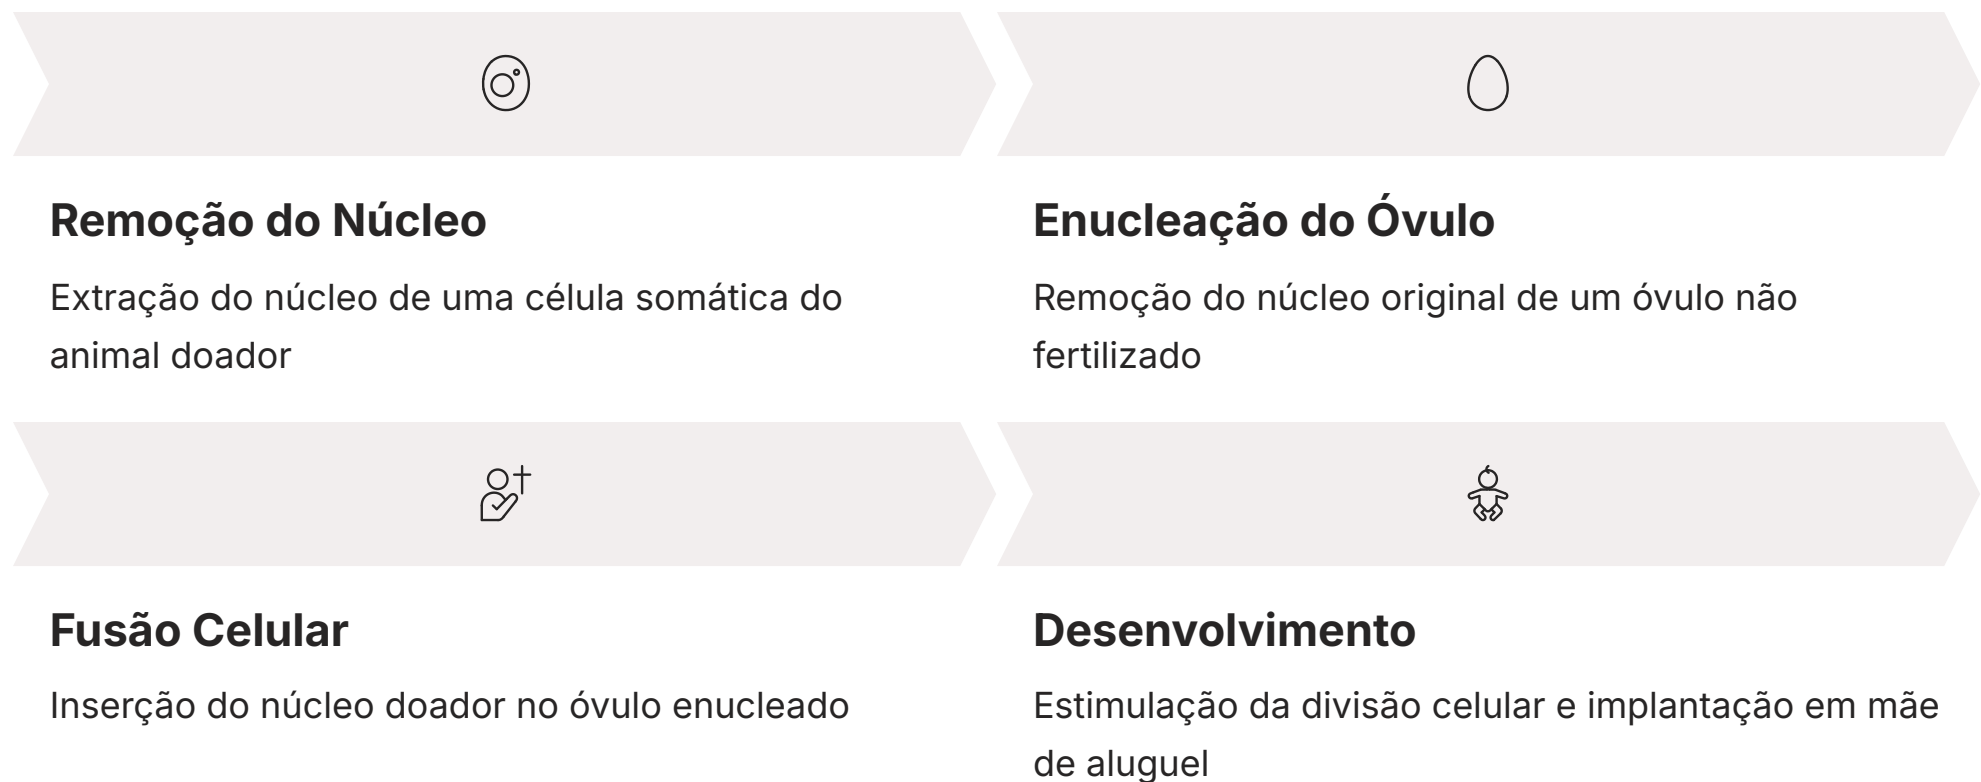 Remoção do Núcleo
Extração do núcleo de uma célula somática do
animal doador
Enucleação do Óvulo
Remoção do núcleo original de um óvulo não
fertilizado
Fusão Celular
Inserção do núcleo doador no óvulo enucleado
Desenvolvimento
Estimulação da divisão celular e implantação em mãe
de aluguel